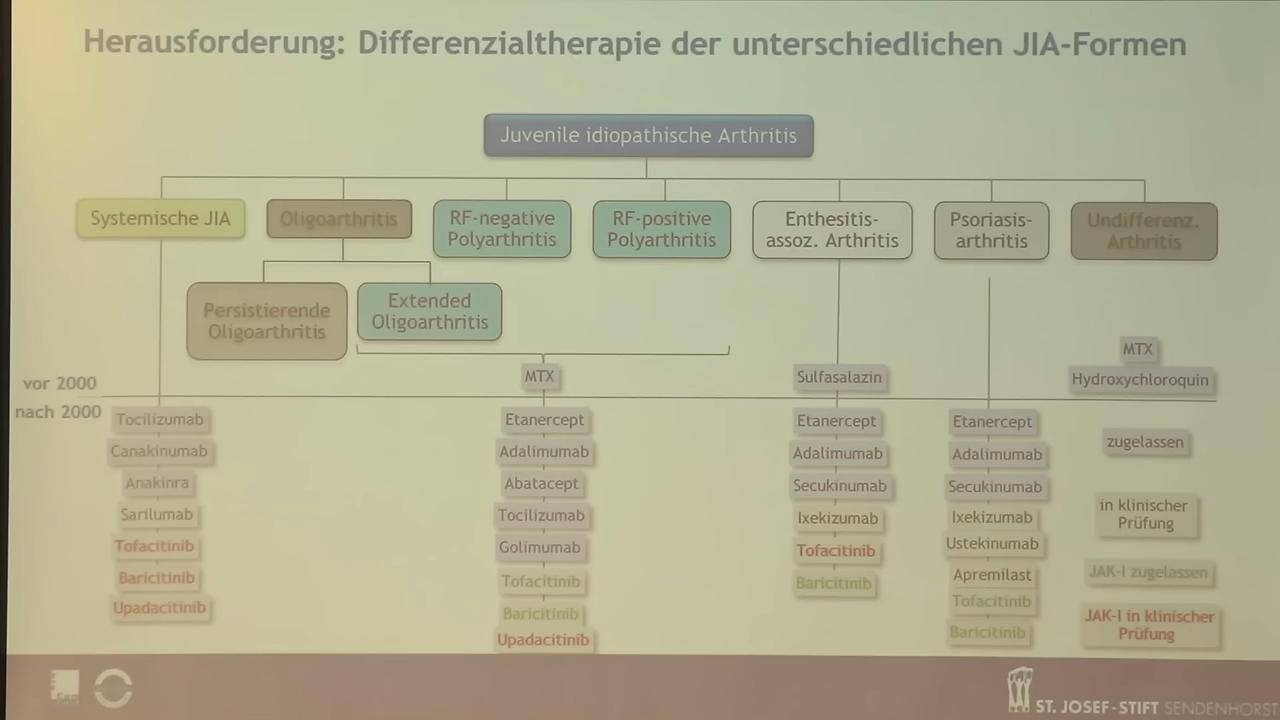 Herausforderung: Differenzialtherapie der unterschiedlichen JIA-Formen
Juvenile idiopathische Arthritis
Systemische JIA
Oligoarthritis
RF-negative
Polyarthritis
RF-positive
Polyarthritis
Enthesitis-
assoz. Arthritis
Psoriasis-
arthritis
Undifferenz.
Arthritis
Persistierende
Oligoarthritis
Extended
Oligoarthritis
vor 2000
nach 2000
Tocilizumab
Canakinumab
Anakinra
Sarilumab
Tofacitinib
Baricitinib
Upadacitinib
MTX
Etanercept
Adalimumab
Abatacept
Tocilizumab
Golimumab
Tofacitinib
Baricitinib
Upadacitinib
Sulfasalazin
Etanercept
Adalimumab
Secukinumab
Ixekizumab
Tofacitinib
Baricitinib
Etanercept
Adalimumab
Secukinumab
Ixekizumab
Ustekinumab
Apremilast
Tofacitinib
Baricitinib
MTX
Hydroxychloroquin
zugelassen
in klinischer
Prüfung
JAK-I zugelassen
JAK-I in klinischer
Prüfung
ST. JOSEF-STIFT SENDENHORST